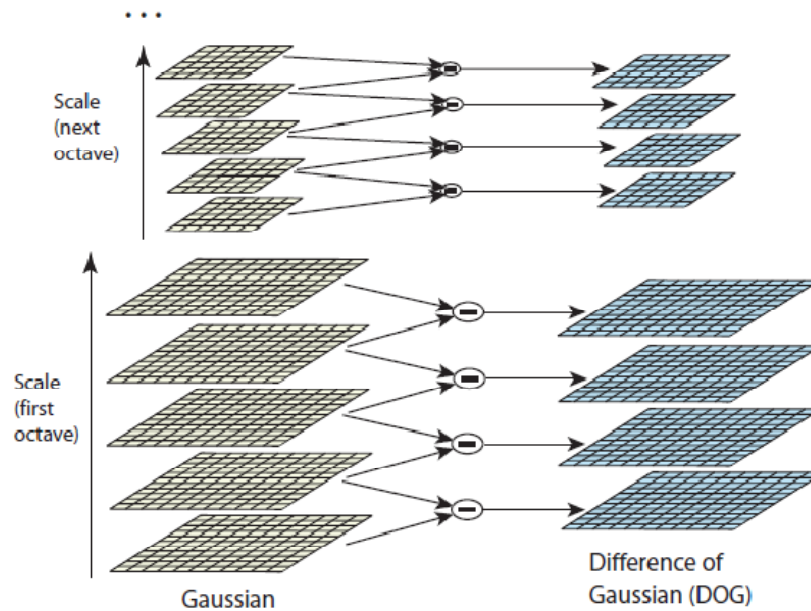 ...
Scale
(next
octave)
Scale
(first
octave)
Gaussian
Difference of
Gaussian (DOG)